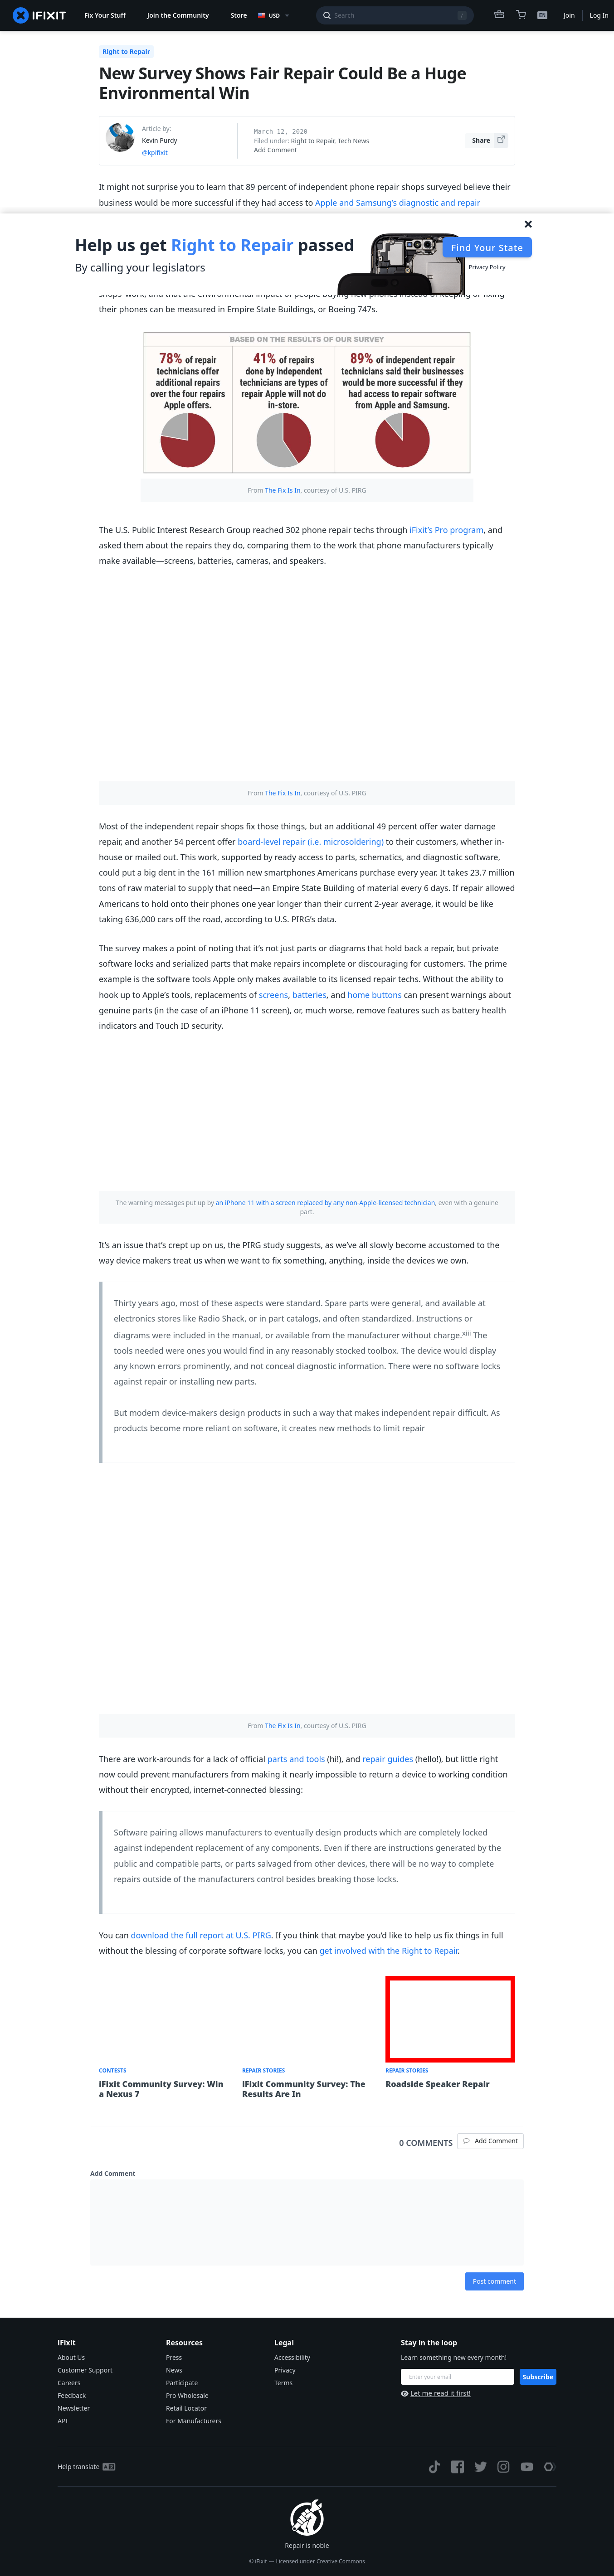 IFIXIT
Fix Your Stuff
Join the Community
Store
USD
Search
/
EN
Join
Log In
Right to Repair
New Survey Shows Fair Repair Could Be a Huge
Environmental Win
Article by:
Kevin Purdy
@kpifixit
March 12, 2020
Filed under: Right to Repair, Tech News
Add Comment
Share
It might not surprise you to learn that 89 percent of independent phone repair shops surveyed believe their
business would be more successful if they had access to Apple and Samsung's diagnostic and repair
Help us get Right to Repair passed
By calling your legislators
Find Your State
Privacy Policy
shops' work, and that the environmental impact of people buying new phones instead of keeping or fixing
their phones can be measured in Empire State Buildings, or Boeing 747s.
BASED ON THE RESULTS OF OUR SURVEY
78% of repair
technicians offer
additional repairs
over the four repairs
Apple offers.
41% of repairs
done by independent
technicians are types of
repair Apple will not do
in-store.
89% of independent repair
technicians said their businesses
would be more successful if they
had access to repair software
from Apple and Samsung.
From The Fix Is In, courtesy of U.S. PIRG
The U.S. Public Interest Research Group reached 302 phone repair techs through iFixit's Pro program, and
asked them about the repairs they do, comparing them to the work that phone manufacturers typically
make available—screens, batteries, cameras, and speakers.
From The Fix Is In, courtesy of U.S. PIRG
Most of the independent repair shops fix those things, but an additional 49 percent offer water damage
repair, and another 54 percent offer board-level repair (i.e. microsoldering) to their customers, whether in-
house or mailed out. This work, supported by ready access to parts, schematics, and diagnostic software,
could put a big dent in the 161 million new smartphones Americans purchase every year. It takes 23.7 million
tons of raw material to supply that need—an Empire State Building of material every 6 days. If repair allowed
Americans to hold onto their phones one year longer than their current 2-year average, it would be like
taking 636,000 cars off the road, according to U.S. PIRG's data.
The survey makes a point of noting that it's not just parts or diagrams that hold back a repair, but private
software locks and serialized parts that make repairs incomplete or discouraging for customers. The prime
example is the software tools Apple only makes available to its licensed repair techs. Without the ability to
hook up to Apple's tools, replacements of screens, batteries, and home buttons can present warnings about
genuine parts (in the case of an iPhone 11 screen), or, much worse, remove features such as battery health
indicators and Touch ID security.
The warning messages put up by an iPhone 11 with a screen replaced by any non-Apple-licensed technician, even with a genuine
part.
It's an issue that's crept up on us, the PIRG study suggests, as we've all slowly become accustomed to the
way device makers treat us when we want to fix something, anything, inside the devices we own.
Thirty years ago, most of these aspects were standard. Spare parts were general, and available at
electronics stores like Radio Shack, or in part catalogs, and often standardized. Instructions or
diagrams were included in the manual, or available from the manufacturer without charge.xiii The
tools needed were ones you would find in any reasonably stocked toolbox. The device would display
any known errors prominently, and not conceal diagnostic information. There were no software locks
against repair or installing new parts.
But modern device-makers design products in such a way that makes independent repair difficult. As
products become more reliant on software, it creates new methods to limit repair
From The Fix Is In, courtesy of U.S. PIRG
There are work-arounds for a lack of official parts and tools (hi!), and repair guides (hello!), but little right
now could prevent manufacturers from making it nearly impossible to return a device to working condition
without their encrypted, internet-connected blessing:
Software pairing allows manufacturers to eventually design products which are completely locked
against independent replacement of any components. Even if there are instructions generated by the
public and compatible parts, or parts salvaged from other devices, there will be no way to complete
repairs outside of the manufacturers control besides breaking those locks.
You can download the full report at U.S. PIRG. If you think that maybe you'd like to help us fix things in full
without the blessing of corporate software locks, you can get involved with the Right to Repair.
CONTESTS
iFixit Community Survey: Win
a Nexus 7
REPAIR STORIES
iFixit Community Survey: The
Results Are In
REPAIR STORIES
Roadside Speaker Repair
0 COMMENTS
Add Comment
Add Comment
Post comment
iFixit
About Us
Customer Support
Careers
Feedback
Newsletter
API
Resources
Press
News
Participate
Pro Wholesale
Retail Locator
For Manufacturers
Legal
Accessibility
Privacy
Terms
Stay in the loop
Learn something new every month!
Enter your email
Subscribe
Let me read it first!
Help translate
Repair is noble
© iFixit — Licensed under Creative Commons